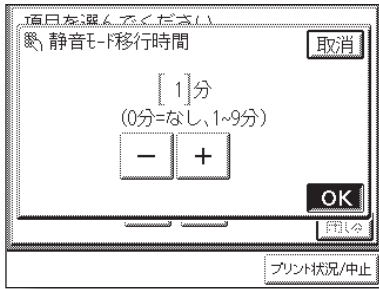 項目を選んでください
静音モード移行時間
取消
[ 1]分
(0分=なし、1~9分)
- +
OK
閉じる
プリント状況/中止